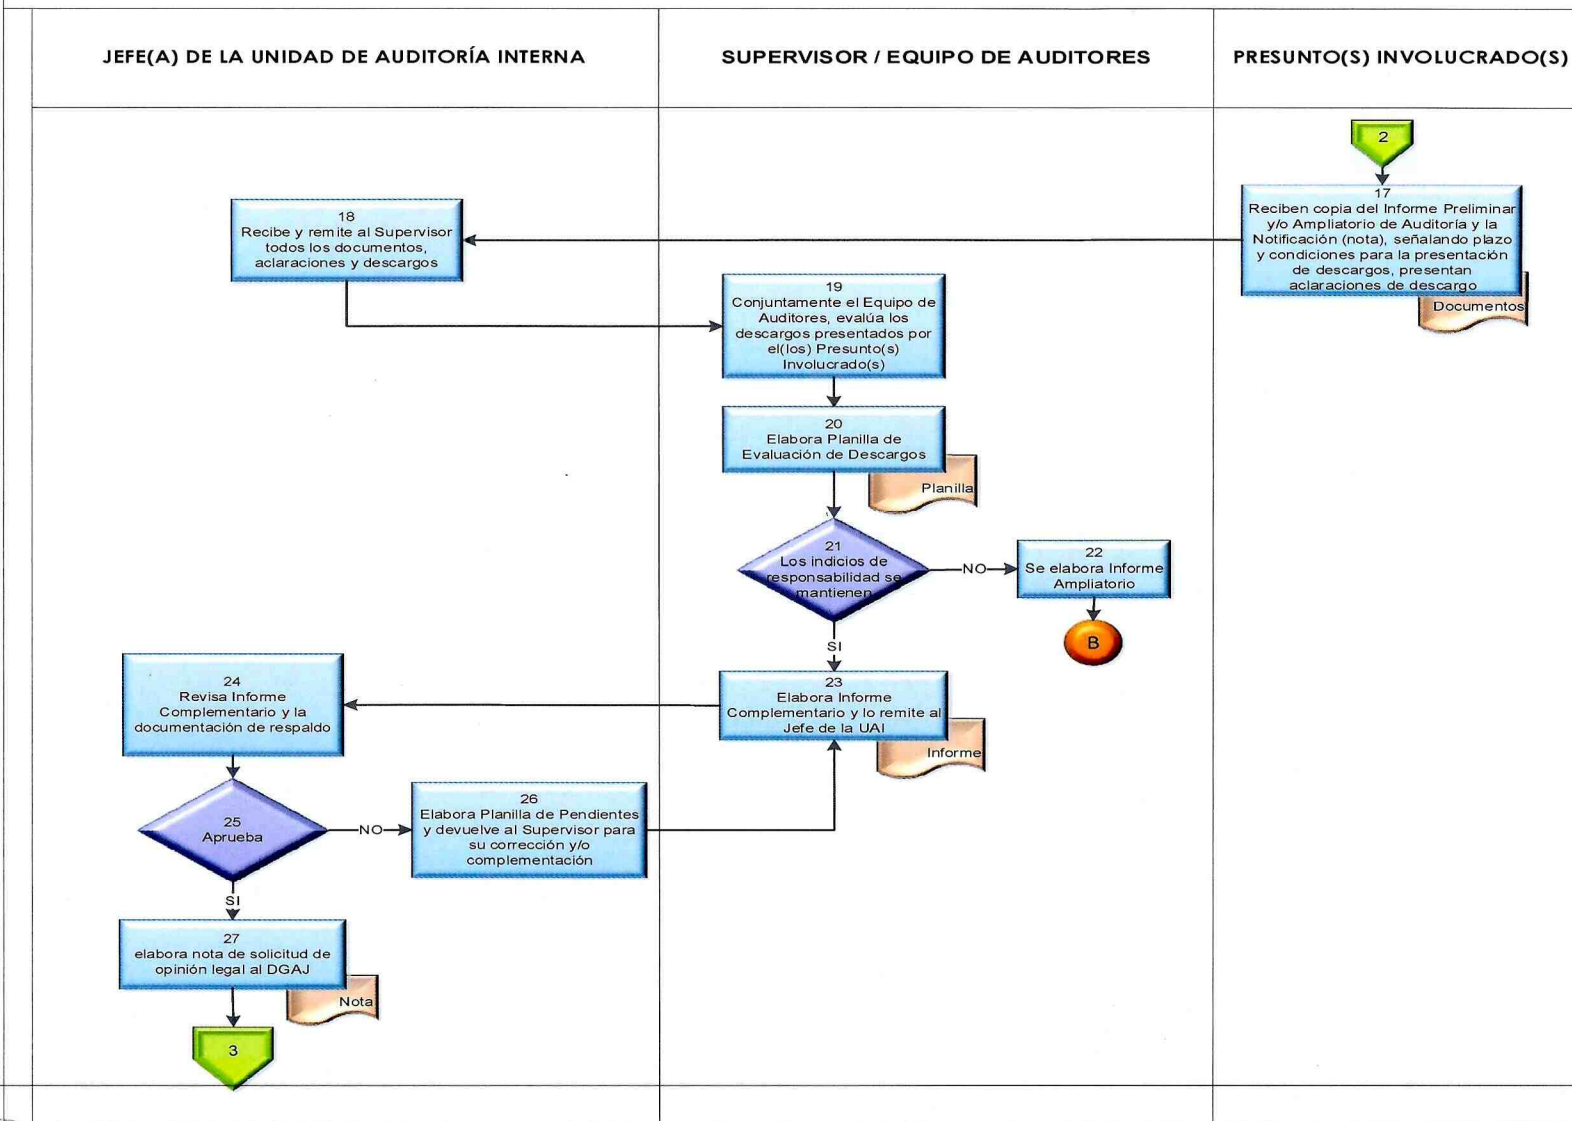 JEFE(A) DE LA UNIDAD DE AUDITORÍA INTERNA
SUPERVISOR / EQUIPO DE AUDITORES
PRESUNTO(S) INVOLUCRADO(S)
2
17
Reciben copia del Informe Preliminar
y/o Ampliatorio de Auditoría y la
Notificación (nota), señalando plazo
y condiciones para la presentación
de descargos, presentan
aclaraciones de descargo
Documentos
18
Recibe y remite al Supervisor
todos los documentos,
aclaraciones y descargos
19
Conjuntamente el Equipo de
Auditores, evalúa los
descargos presentados por
el(los) Presunto(s)
Involucrado(s)
20
Elabora Planilla de
Evaluación de Descargos
Planilla
21
Los indicios de
responsabilidad se
mantienen
NO
22
Se elabora Informe
Ampliatorio
B
SI
23
Elabora Informe
Complementario y lo remite al
Jefe de la UAI
Informe
24
Revisa Informe
Complementario y la
documentación de respaldo
25
Aprueba
NO
26
Elabora Planilla de Pendientes
y devuelve al Supervisor para
su corrección y/o
complementación
SI
27
elabora nota de solicitud de
opinión legal al DGAJ
Nota
3